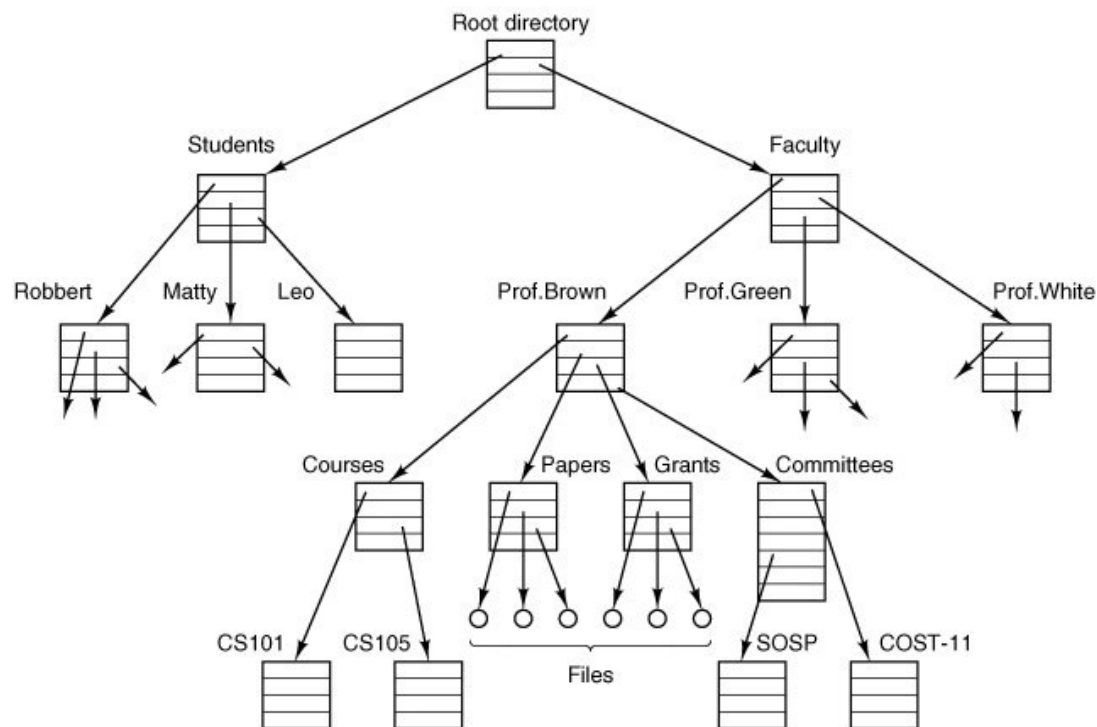 Root directory
Students
Faculty
Robbert
Matty
Leo
Prof.Brown
Prof.Green
Prof.White
Courses
Papers
Grants
Committees
CS101
CS105
SOSP
COST-11
Files